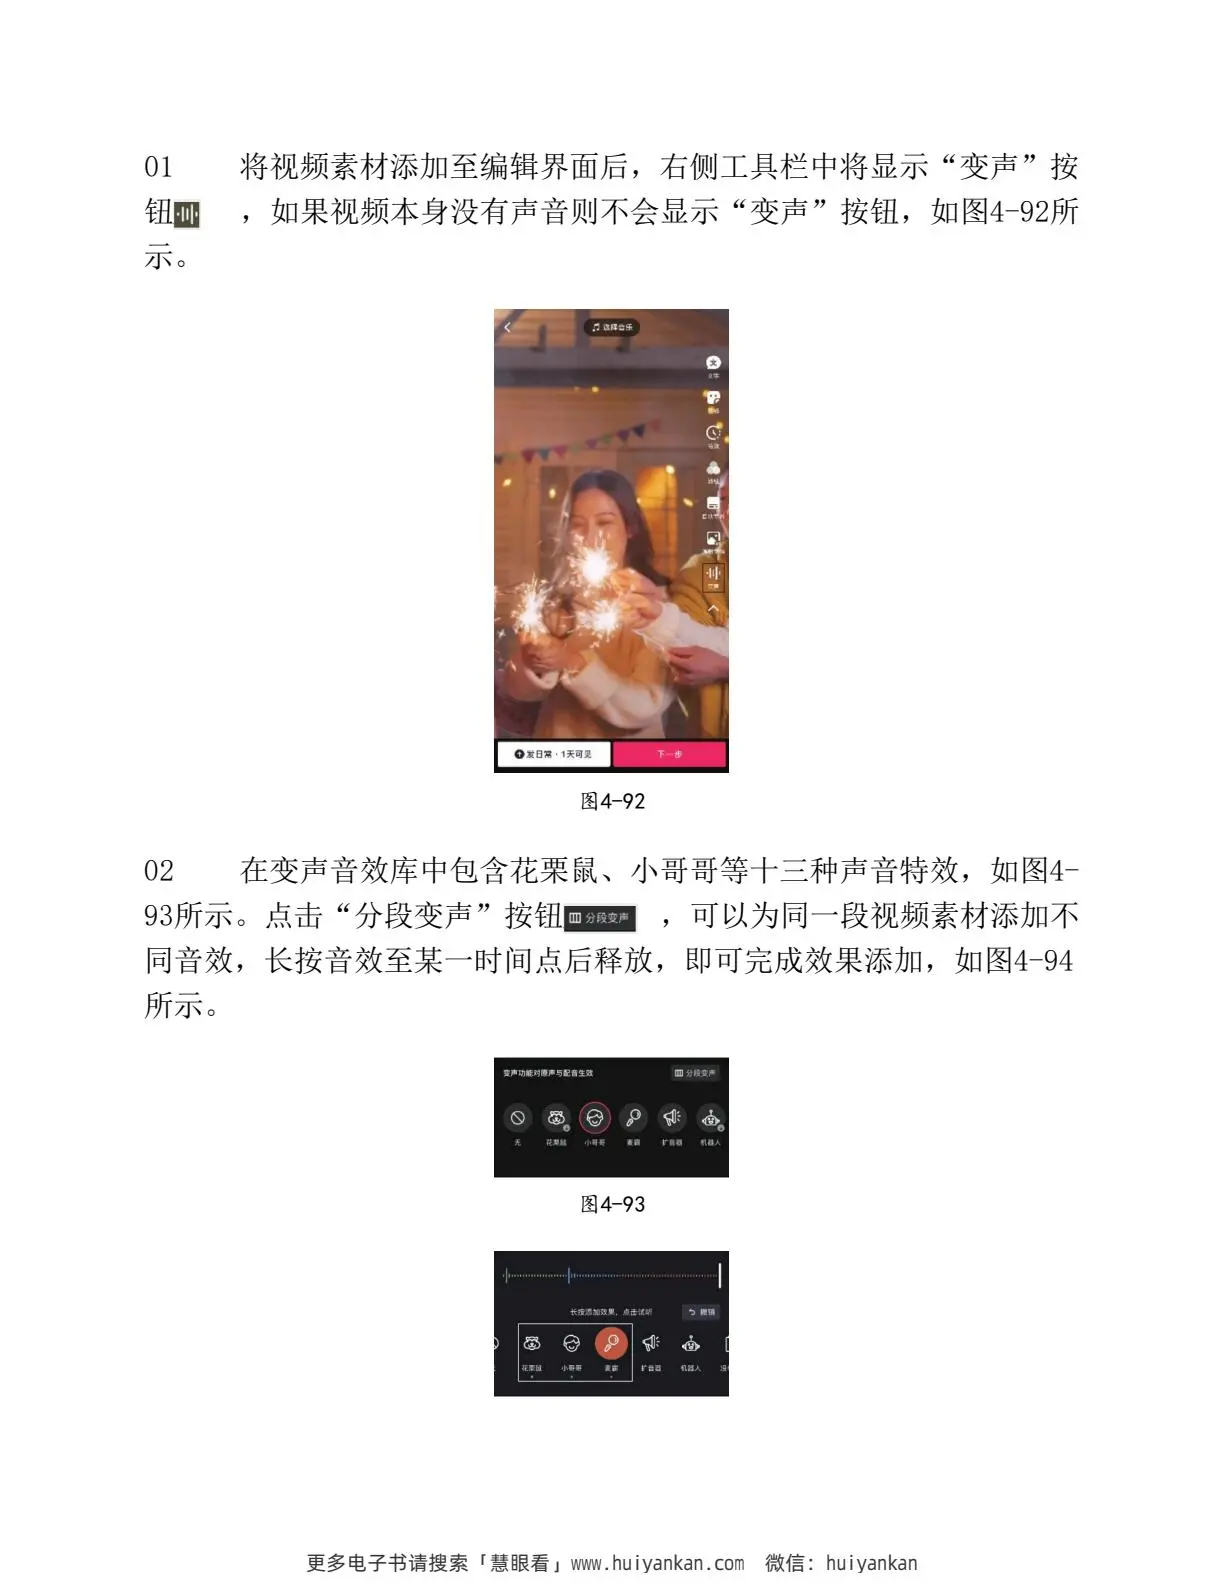 01 将视频素材添加至编辑界面后，右侧工具栏中将显示“变声”按
钮 ，如果视频本身没有声音则不会显示“变声”按钮，如图4-92所
示。
选择音乐
文字
特效
滤镜
变声
发日常·1天可见
下一步
图4-92
02 在变声音效库中包含花栗鼠、小哥哥等十三种声音特效，如图4-
93所示。点击“分段变声”按钮 分段变声 ，可以为同一段视频素材添加不
同音效，长按音效至某一时间点后释放，即可完成效果添加，如图4-94
所示。
变声功能对原声与配音生效 分段变声
无 花栗鼠 小哥哥 麦霸 扩音器 机器人
图4-93
长按添加效果，点击试听 撤销
花栗鼠 小哥哥 麦霸 扩音器 机器人
更多电子书请搜索「慧眼看」www.huiyankan.com 微信：huiyankan